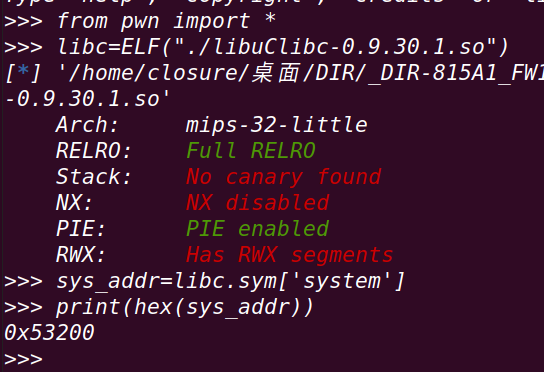 >>> from pwn import *
>>> libc=ELF("./libuClibc-0.9.30.1.so")
[*] '/home/closure/桌面/DIR/_DIR-815A1_FW1
-0.9.30.1.so'
    Arch:     mips-32-little
    RELRO:    Full RELRO
    Stack:    No canary found
    NX:       NX disabled
    PIE:      PIE enabled
    RWX:      Has RWX segments
>>> sys_addr=libc.sym['system']
>>> print(hex(sys_addr))
0x53200
>>>